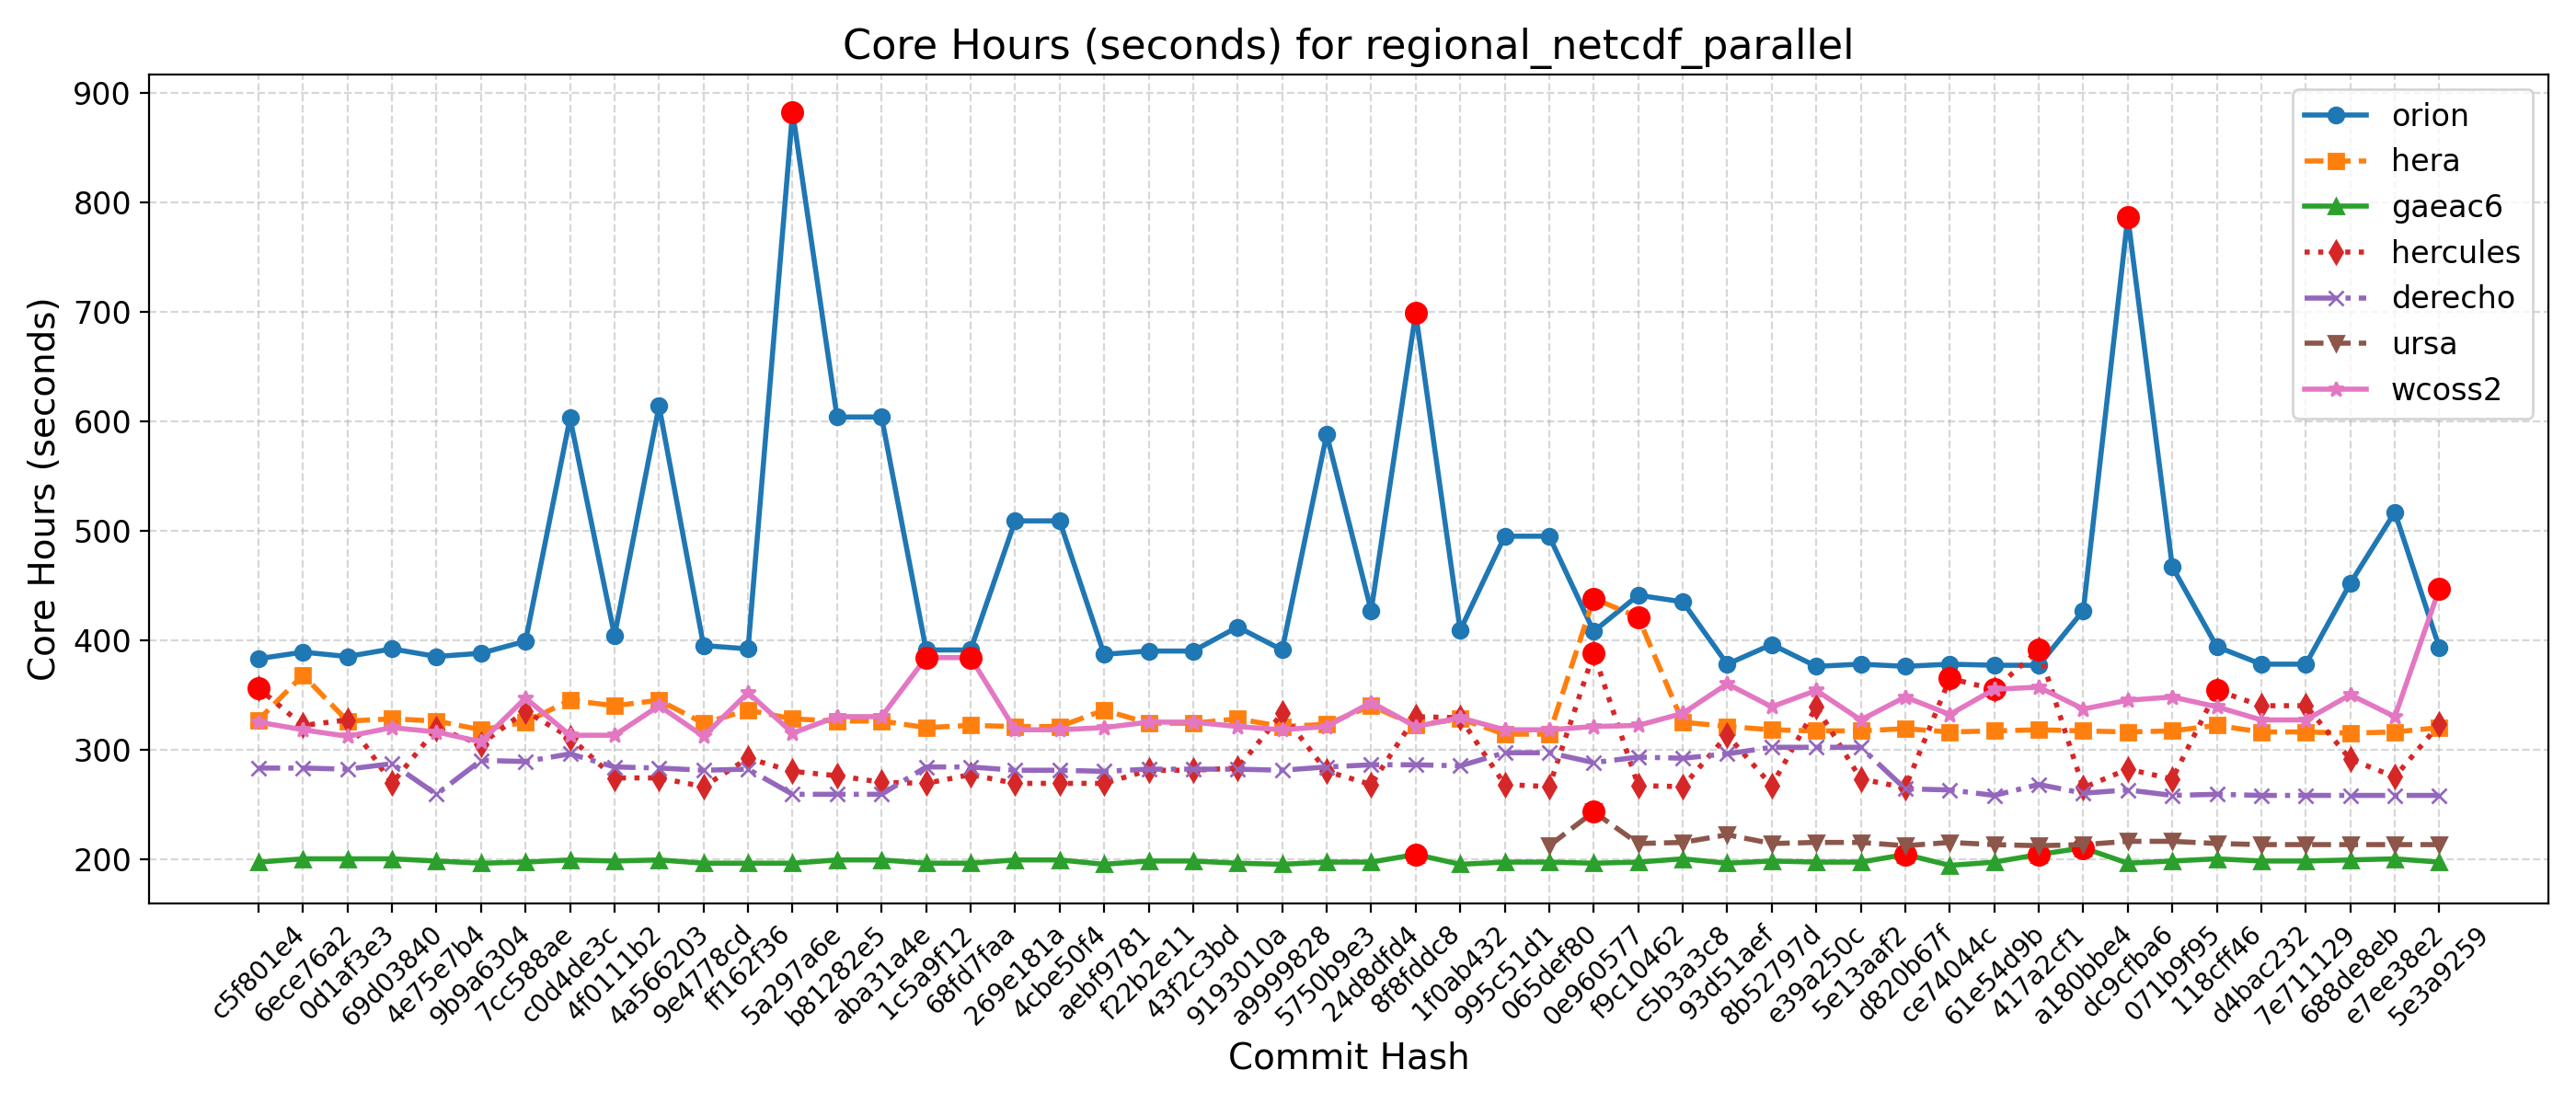 Core Hours (seconds) for regional_netcdf_parallel
Core Hours (seconds)
900
800
700
600
500
400
300
200
orion
hera
gaeac6
hercules
derecho
ursa
wcoss2
c5f801e4
6ece76a2
0d1af3e3
69d03840
4e75e7b4
9b9a6304
7cc588ae
c0d4de3c
4f0111b2
4a566203
9e4778cd
ff162f36
5a297a6e
b81282e5
aba31a4e
1c5a9f12
68fd7faa
269e181a
4cbe50f4
aebf9781
f22b2e11
43f2c3bd
9193010a
a9999828
5750b9e3
24d8dfd4
8f8fddc8
1f0ab432
995c51d1
065def80
0e960577
f9c10462
c5b3a3c8
93d51aef
8b52797d
e39a250c
5e13aaf2
d820b67f
ce74044c
61e54d9b
417a2cf1
a180bbe4
dc9cfba6
071b9f95
118cff46
d4bac232
7e711129
688de8eb
e7ee38e2
5e3a9259
Commit Hash